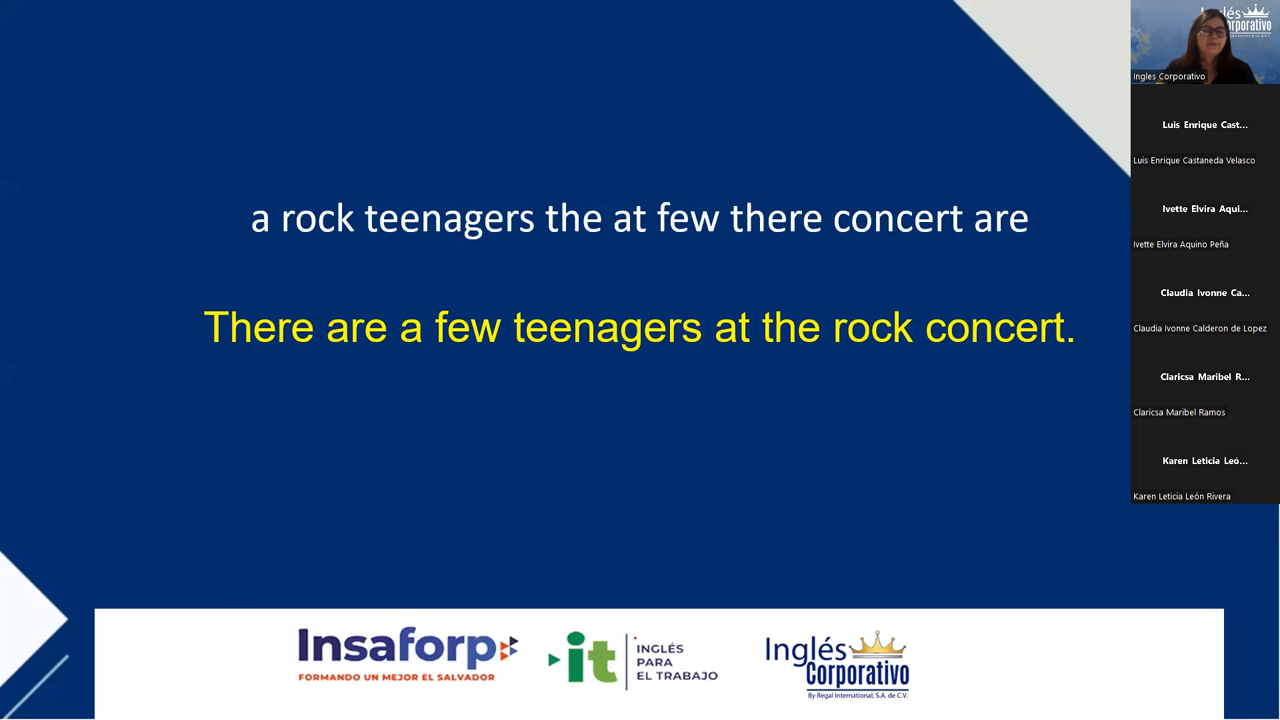 a rock teenagers the at few there concert are
There are a few teenagers at the rock concert.
Inglés
Corporativo
Ingles Corporativo
Luis Enrique Cast...
Luis Enrique Castaneda Velasco
Ivette Elvira Aqui...
Ivette Elvira Aquino Peña
Claudia Ivonne Ca...
Claudia Ivonne Calderon de Lopez
Claricsa Maribel R...
Claricsa Maribel Ramos
Karen Leticia Leó...
Karen Leticia León Rivera
Insaforp
FORMANDO UN MEJOR EL SALVADOR
it
INGLÉS
PARA
EL TRABAJO
Inglés
Corporativo
By Regal International, S.A. de C.V.